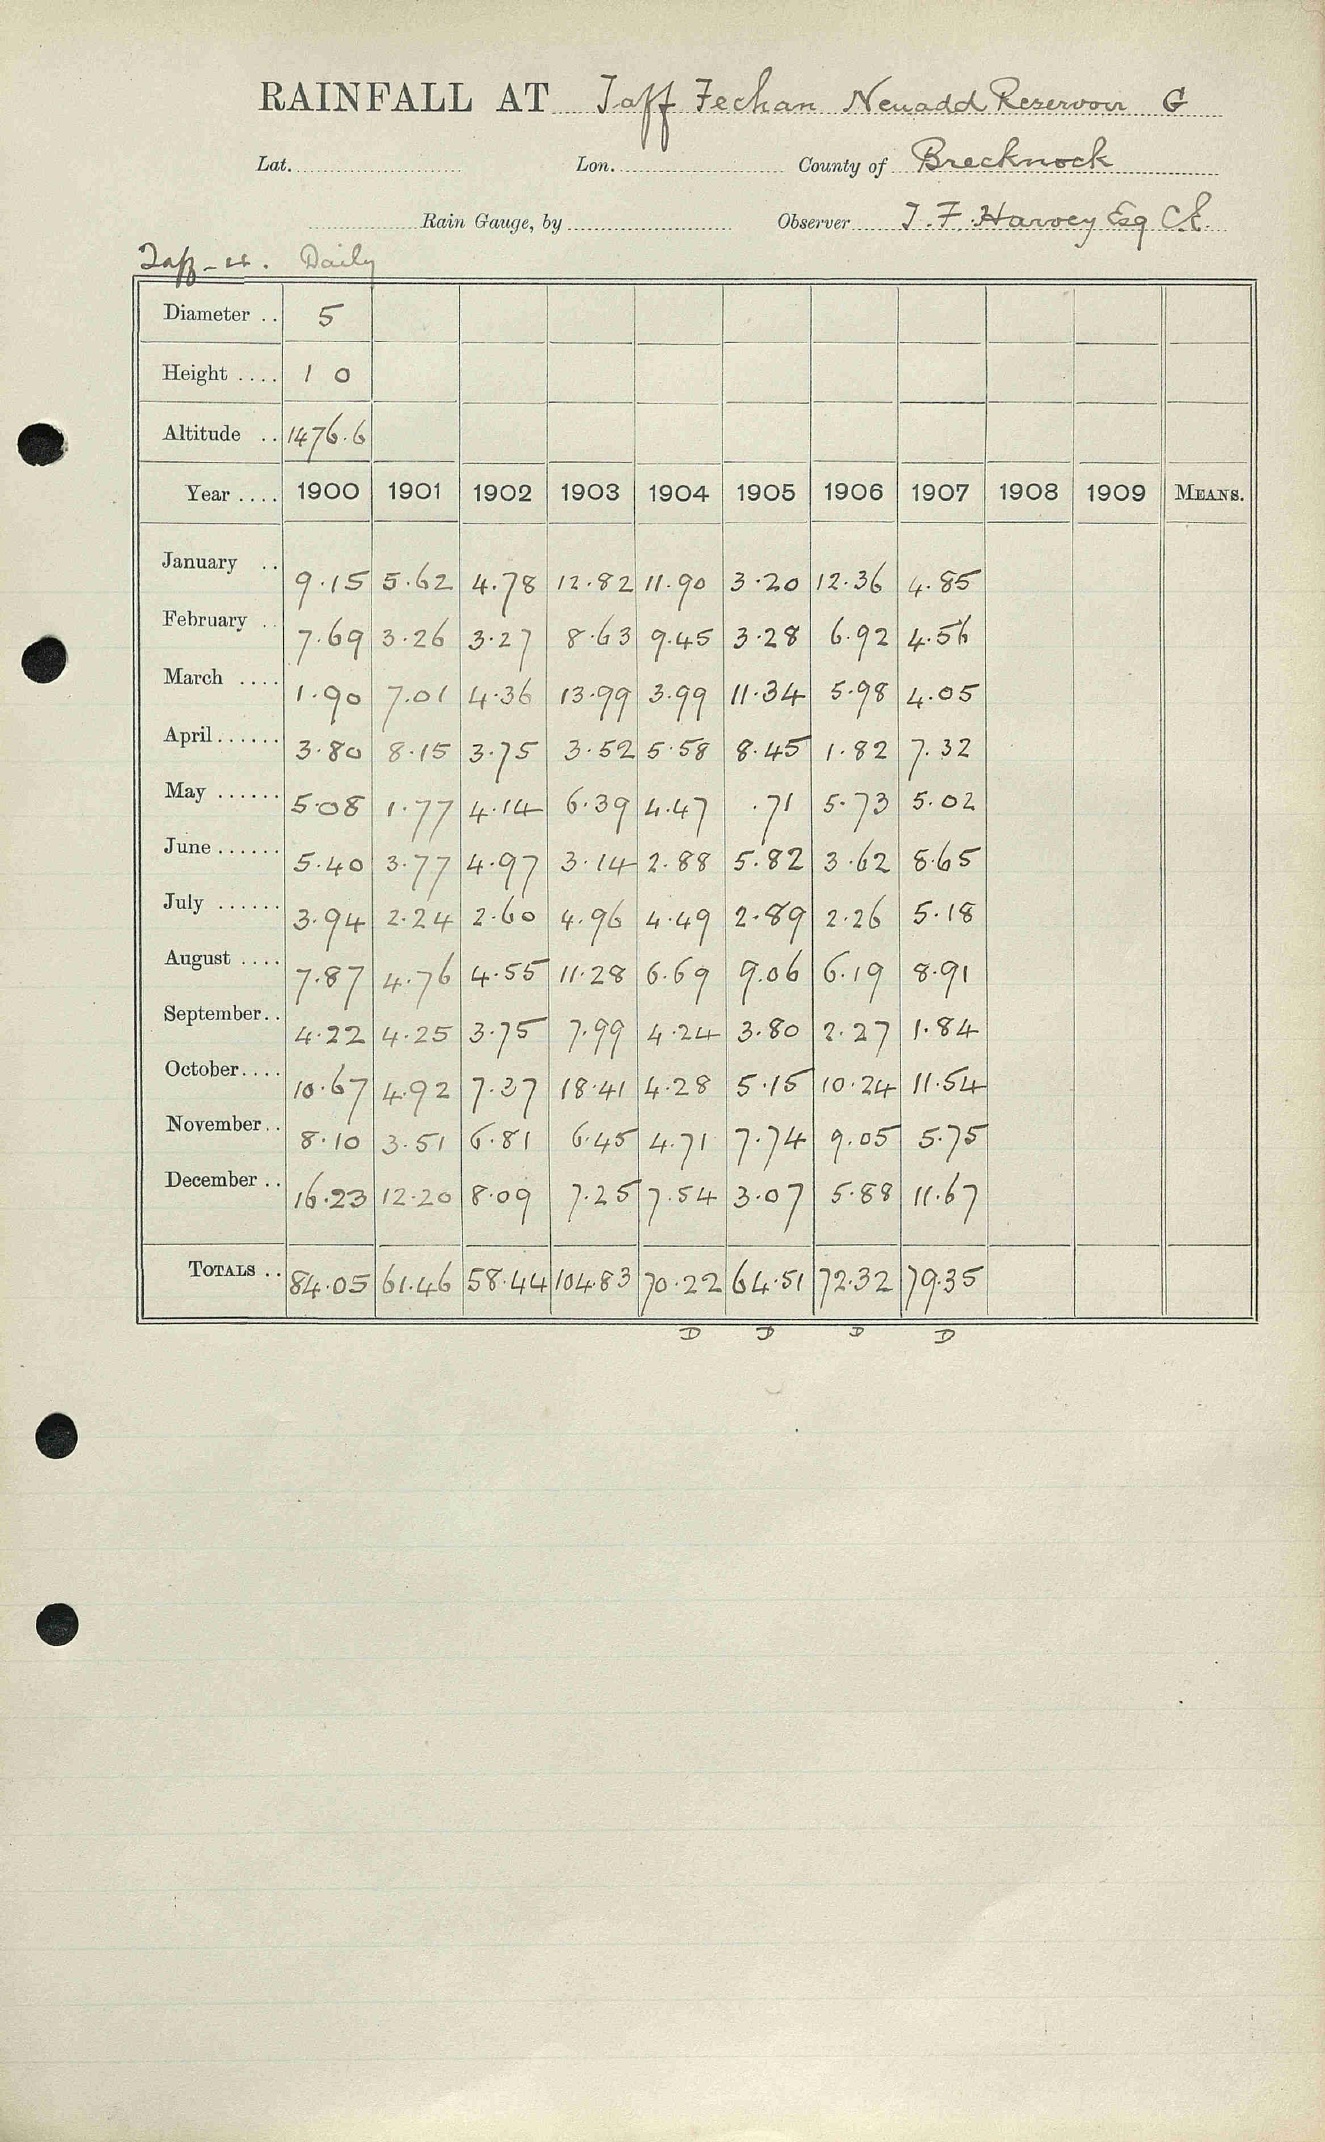 RAINFALL AT Taff Fechan Neuadd Reservoir G
Lat. Lon. County of Brecknock
Rain Gauge, by Observer T. F. Harvey Esq C.E.
Daily
Diameter .. 5
Height .... 1 0
Altitude .. 1476.6
Year .... 1900 1901 1902 1903 1904 1905 1906 1907 1908 1909 MEANS.
January .. 9.15 5.62 4.78 12.82 11.90 3.20 12.36 4.85
February .. 7.69 3.26 3.27 8.63 9.45 3.28 6.92 4.56
March .... 1.90 7.01 4.36 13.99 3.99 11.34 5.98 4.05
April ...... 3.80 8.15 3.75 3.52 5.58 8.45 1.82 7.32
May ...... 5.08 1.77 4.14 6.39 4.47 .71 5.73 5.02
June ...... 5.40 3.77 4.97 3.14 2.88 5.82 3.62 8.65
July ...... 3.94 2.24 2.60 4.96 4.49 2.89 2.26 5.18
August .... 7.87 4.76 4.55 11.28 6.69 9.06 6.19 8.91
September .. 4.22 4.25 3.75 7.99 4.24 3.80 2.27 1.84
October .... 10.67 4.92 7.37 18.41 4.28 5.15 10.24 11.54
November .. 8.10 3.51 6.81 6.45 4.71 7.74 9.05 5.75
December .. 16.23 12.20 8.09 7.25 7.54 3.07 5.88 11.67
TOTALS .. 84.05 61.46 58.44 104.83 70.22 64.51 72.32 79.35
D D D D